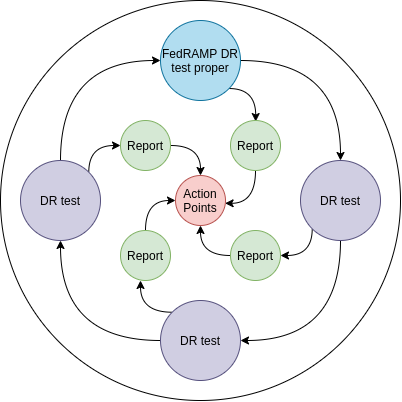 FedRAMP DR
test proper
Report
Report
DR test
Action
Points
DR test
Report
Report
DR test